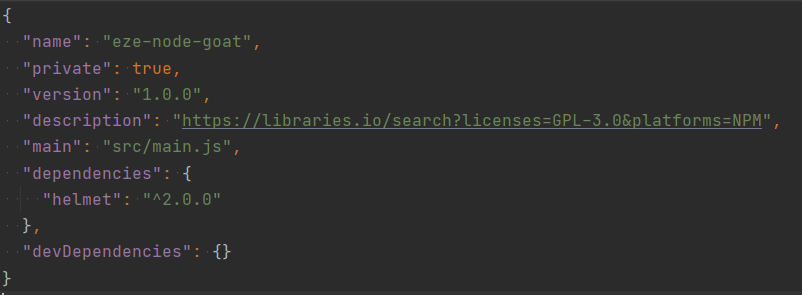 {
  "name": "eze-node-goat",
  "private": true,
  "version": "1.0.0",
  "description": "https://libraries.io/search?licenses=GPL-3.0&platforms=NPM",
  "main": "src/main.js",
  "dependencies": {
    "helmet": "^2.0.0"
  },
  "devDependencies": {}
}